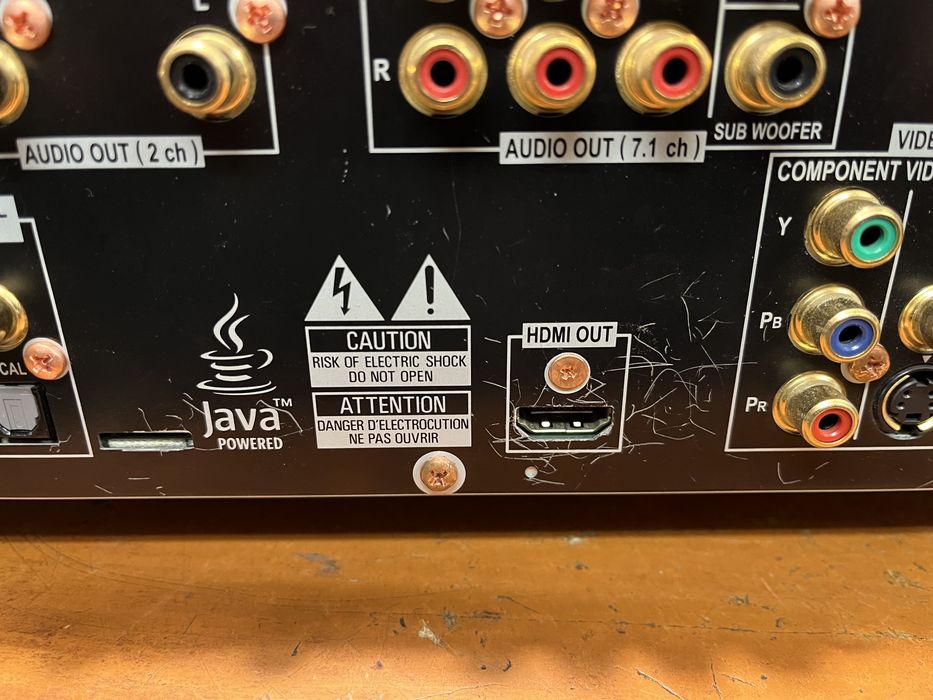 L
R
SUB WOOFER
AUDIO OUT ( 2 ch )
AUDIO OUT ( 7.1 ch )
COMPONENT
Y
PB
PR
HDMI OUT
CAUTION
RISK OF ELECTRIC SHOCK
DO NOT OPEN
ATTENTION
DANGER D'ELECTROCUTION
NE PAS OUVRIR
Java™
POWERED